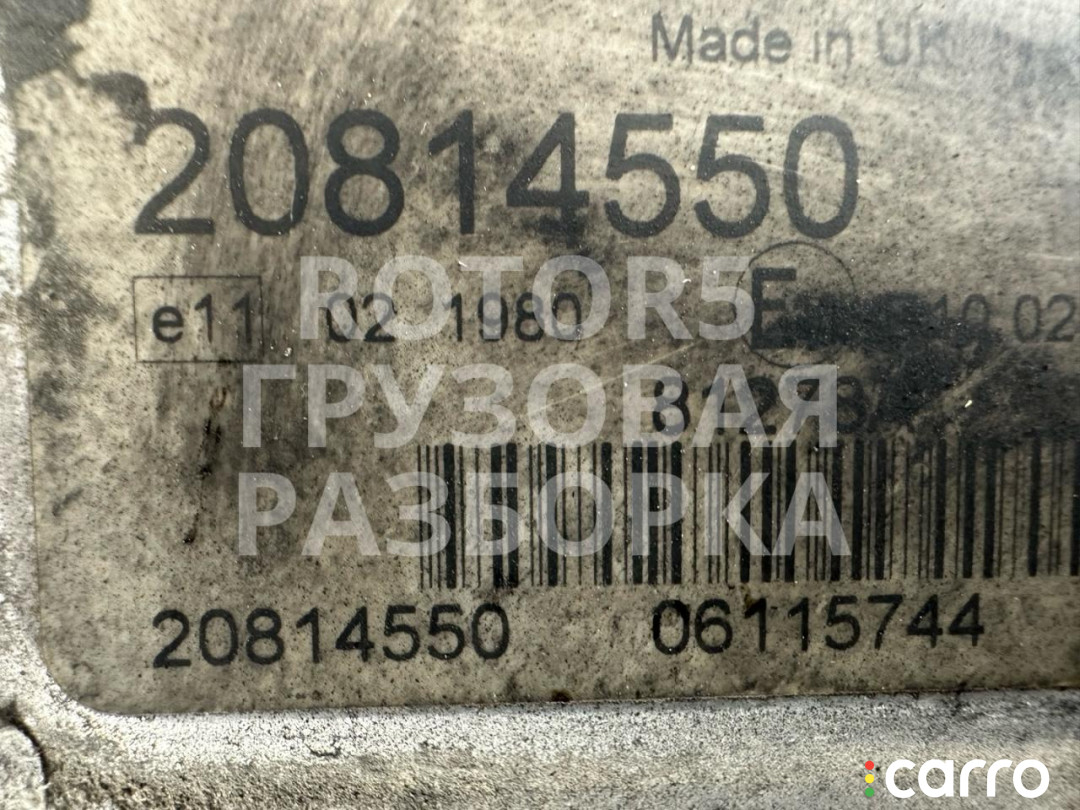 Made in UK
20814550
e11 02 1980 E 10 02
ROTOR5
ГРУЗОВАЯ
РАЗБОРКА
20814550 06115744
carro